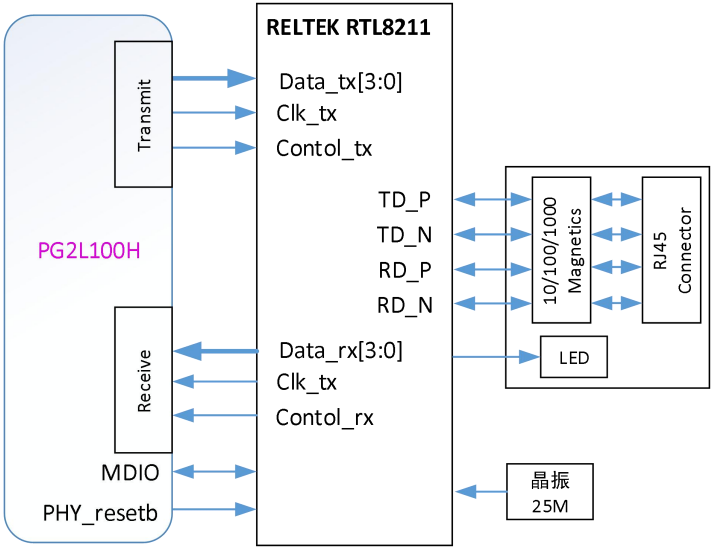 RELTEK RTL8211
Transmit
Data_tx[3:0]
Clk_tx
Contol_tx
PG2L100H
TD_P
TD_N
RD_P
RD_N
10/100/1000
Magnetics
RJ45
Connector
LED
Receive
Data_rx[3:0]
Clk_tx
Contol_rx
MDIO
PHY_resetb
晶振
25M